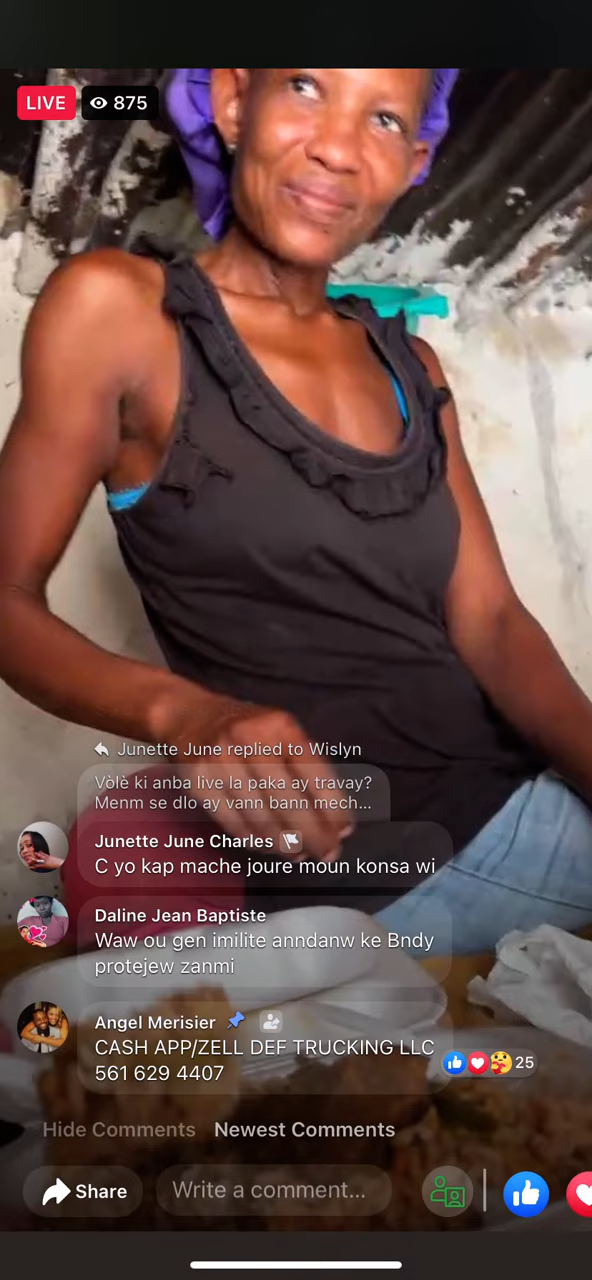 LIVE 875
Junette June replied to Wislyn
Vòlè ki anba live la paka ay travay?
Menm se dlo ay vann bann mech...
Junette June Charles
C yo kap mache joure moun konsa wi
Daline Jean Baptiste
Waw ou gen imilite anndanw ke Bndy
protejew zanmi
Angel Merisier
CASH APP/ZELL DEF TRUCKING LLC
561 629 4407
25
Hide Comments Newest Comments
Share Write a comment...